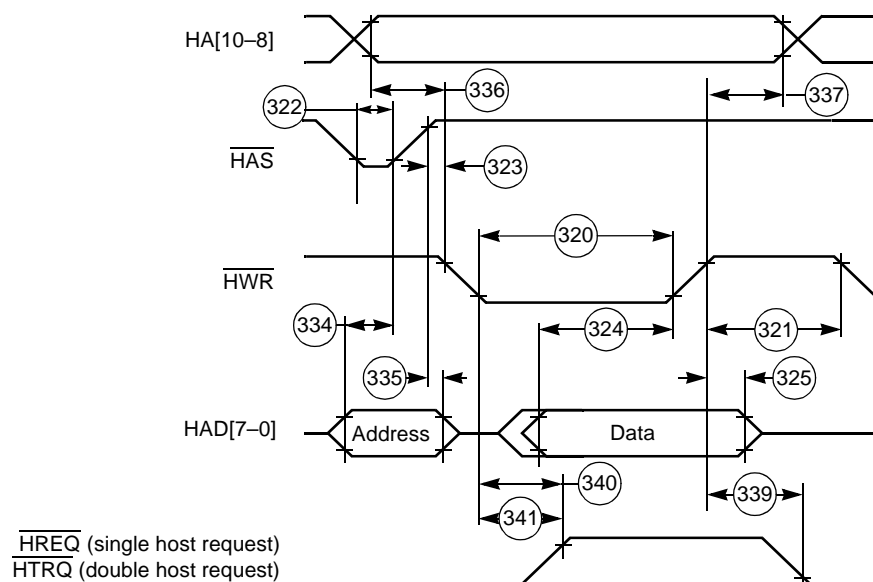 HA[10–8]
336
337
322
HAS
323
320
HWR
334
324
321
335
325
HAD[7–0]
Address
Data
340
339
341
HREQ (single host request)
HTRQ (double host request)